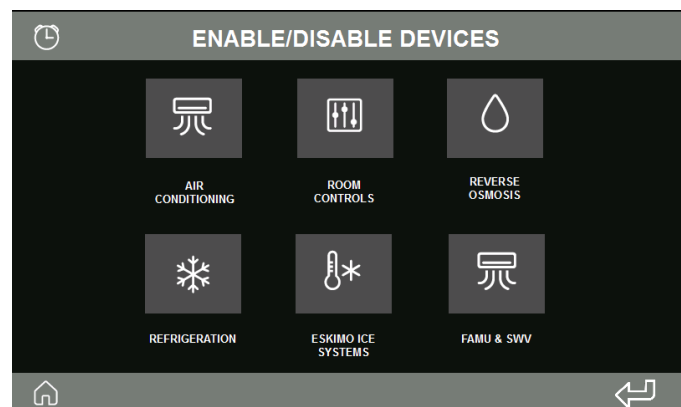 ENABLE/DISABLE DEVICES
AIR
CONDITIONING
ROOM
CONTROLS
REVERSE
OSMOSIS
REFRIGERATION
ESKIMO ICE
SYSTEMS
FAMU & SWV